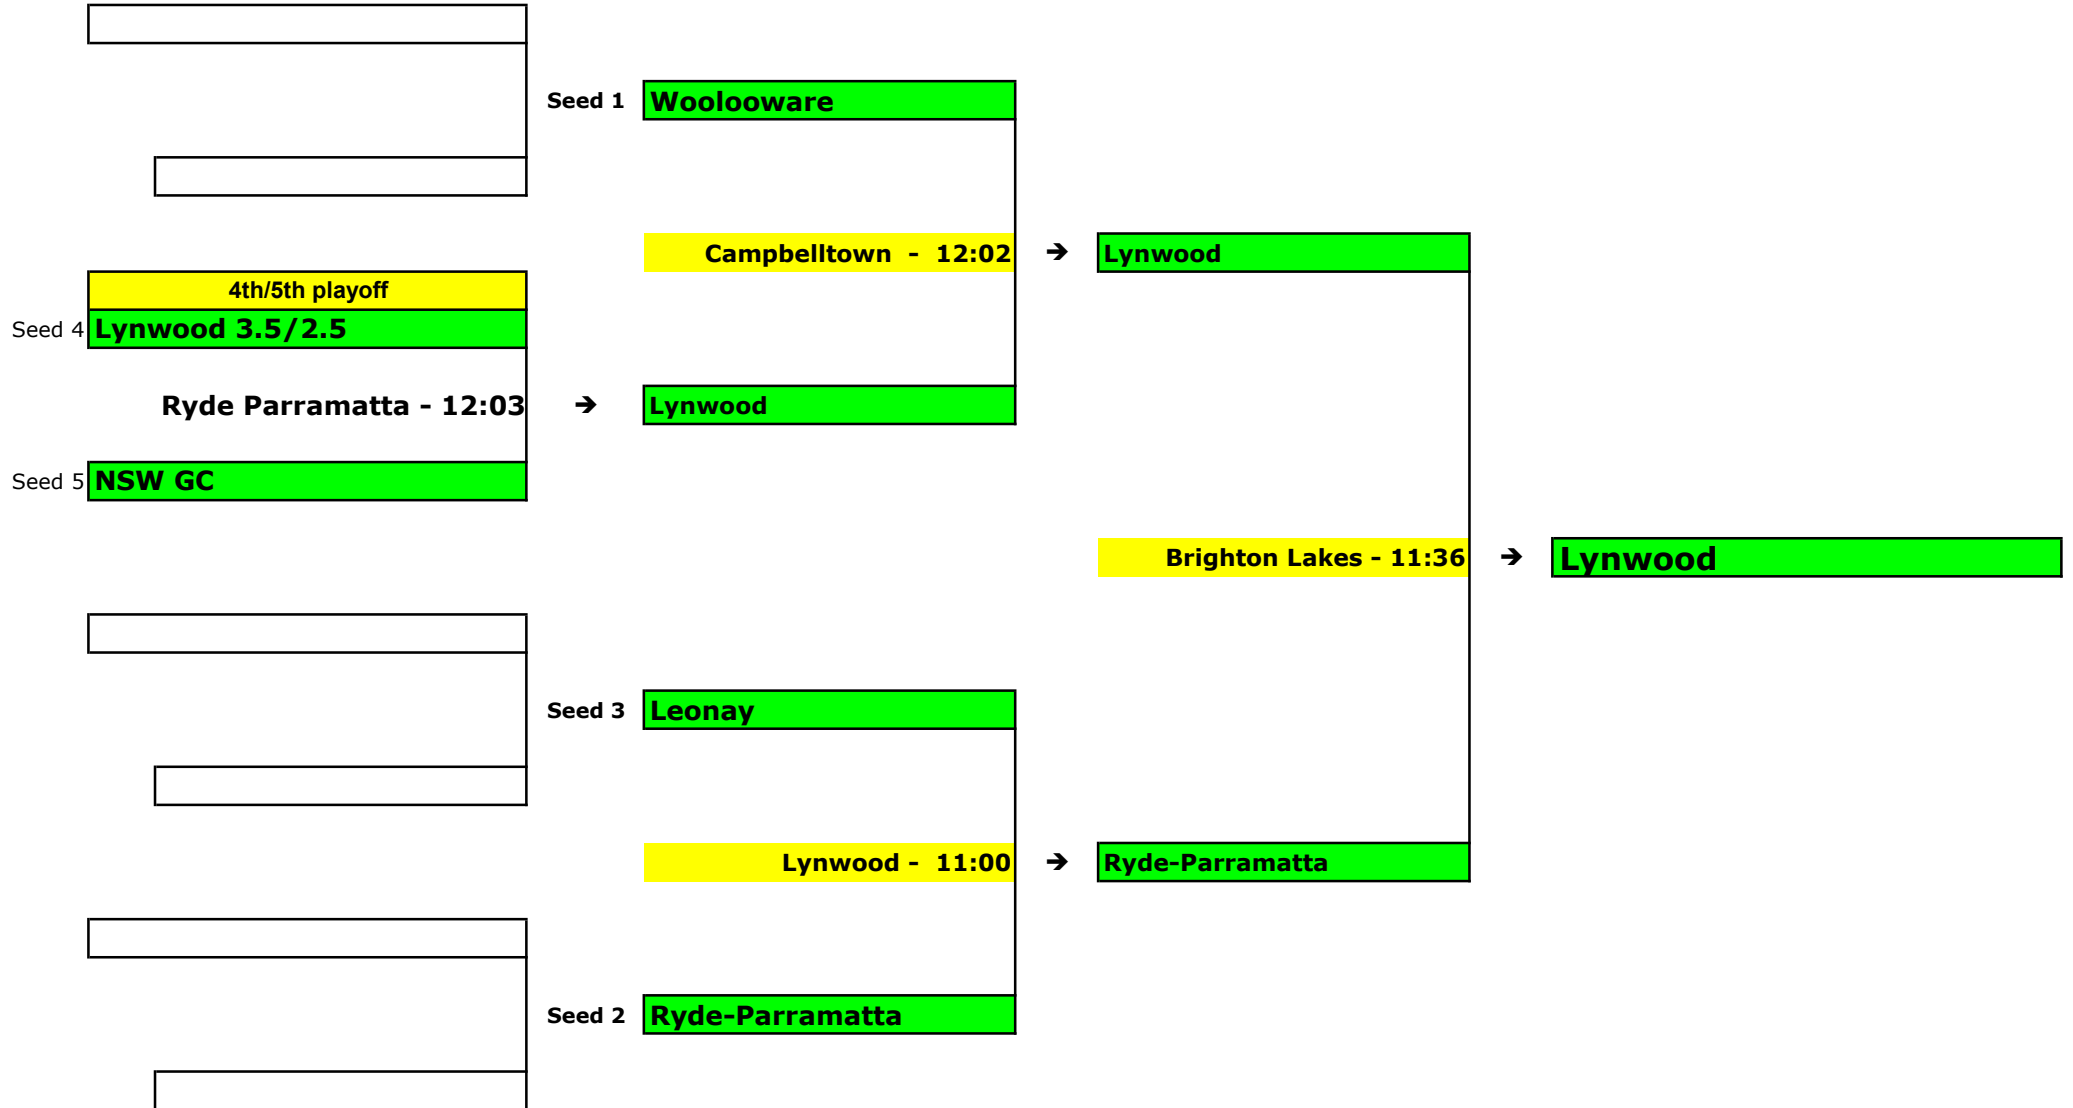 Seed 1 Woolooware
Campbelltown - 12:02 ➔ Lynwood
4th/5th playoff
Seed 4 Lynwood 3.5/2.5
Ryde Parramatta - 12:03 ➔ Lynwood
Seed 5 NSW GC
Brighton Lakes - 11:36 ➔ Lynwood
Seed 3 Leonay
Lynwood - 11:00 ➔ Ryde-Parramatta
Seed 2 Ryde-Parramatta